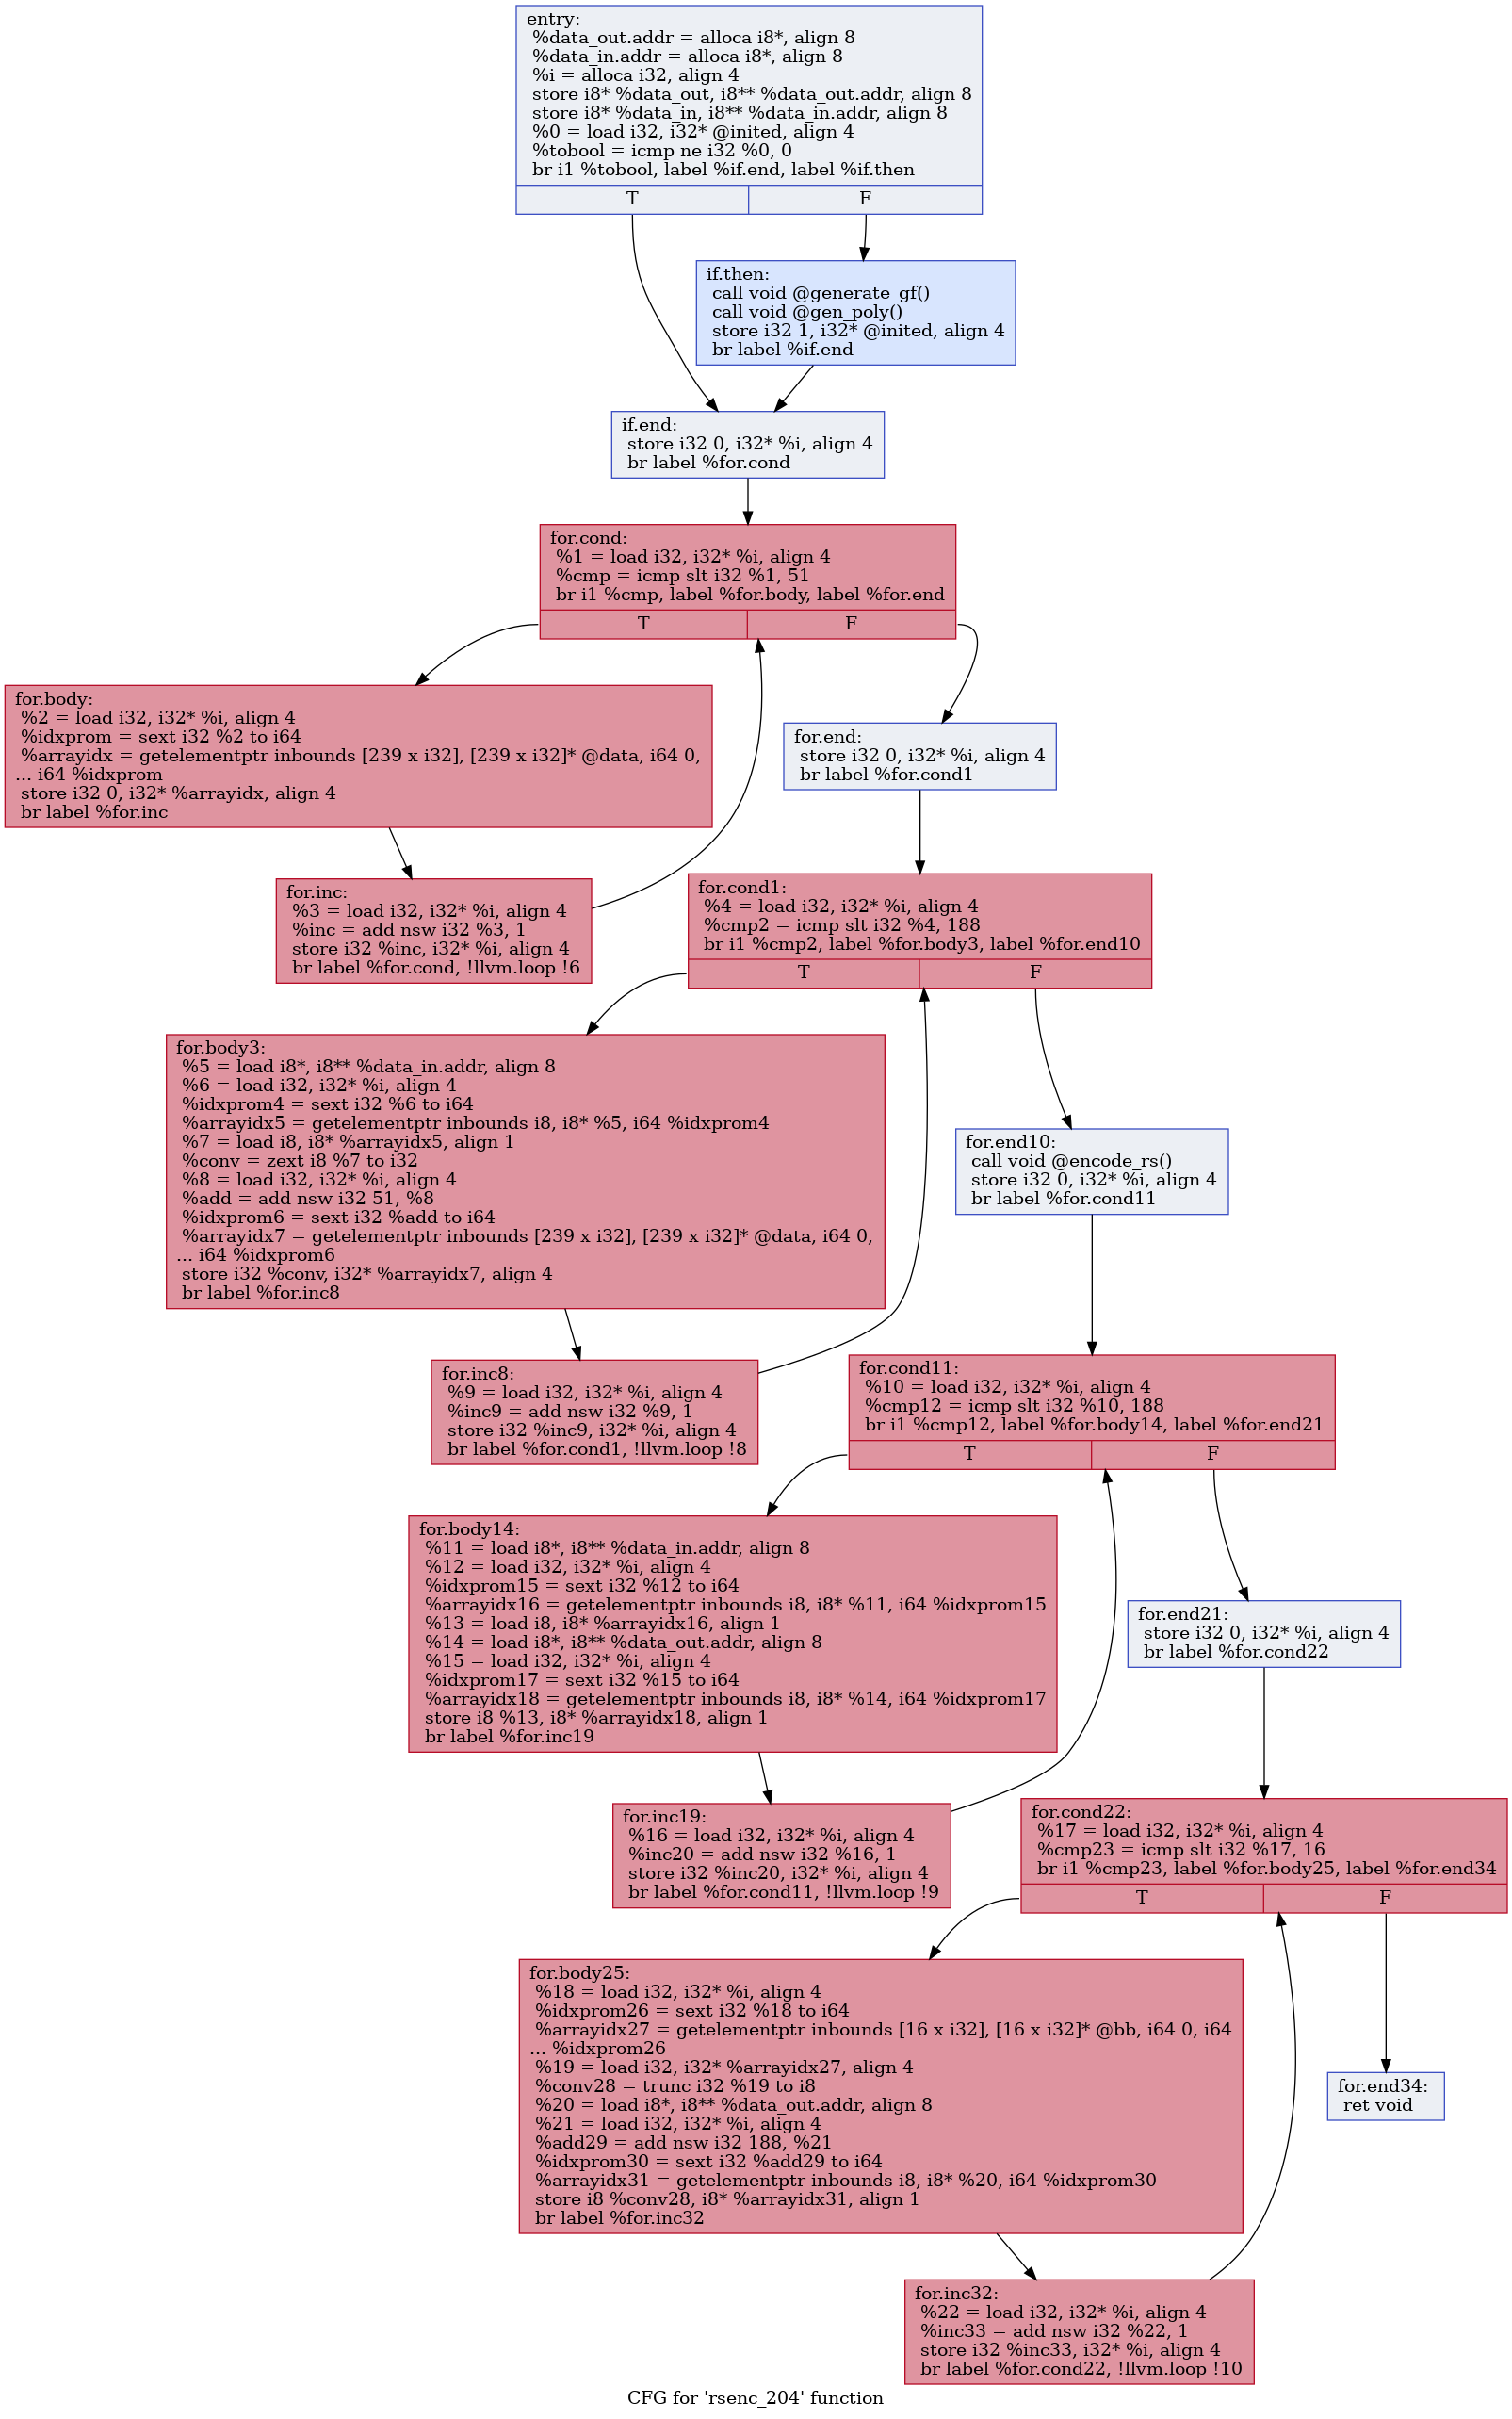 entry:
%data_out.addr = alloca i8*, align 8
%data_in.addr = alloca i8*, align 8
%i = alloca i32, align 4
store i8* %data_out, i8** %data_out.addr, align 8
store i8* %data_in, i8** %data_in.addr, align 8
%0 = load i32, i32* @inited, align 4
%tobool = icmp ne i32 %0, 0
br i1 %tobool, label %if.end, label %if.then
T F
if.then:
call void @generate_gf()
call void @gen_poly()
store i32 1, i32* @inited, align 4
br label %if.end
if.end:
store i32 0, i32* %i, align 4
br label %for.cond
for.cond:
%1 = load i32, i32* %i, align 4
%cmp = icmp slt i32 %1, 51
br i1 %cmp, label %for.body, label %for.end
T F
for.body:
%2 = load i32, i32* %i, align 4
%idxprom = sext i32 %2 to i64
%arrayidx = getelementptr inbounds [239 x i32], [239 x i32]* @data, i64 0,
... i64 %idxprom
store i32 0, i32* %arrayidx, align 4
br label %for.inc
for.end:
store i32 0, i32* %i, align 4
br label %for.cond1
for.inc:
%3 = load i32, i32* %i, align 4
%inc = add nsw i32 %3, 1
store i32 %inc, i32* %i, align 4
br label %for.cond, !llvm.loop !6
for.cond1:
%4 = load i32, i32* %i, align 4
%cmp2 = icmp slt i32 %4, 188
br i1 %cmp2, label %for.body3, label %for.end10
T F
for.body3:
%5 = load i8*, i8** %data_in.addr, align 8
%6 = load i32, i32* %i, align 4
%idxprom4 = sext i32 %6 to i64
%arrayidx5 = getelementptr inbounds i8, i8* %5, i64 %idxprom4
%7 = load i8, i8* %arrayidx5, align 1
%conv = zext i8 %7 to i32
%8 = load i32, i32* %i, align 4
%add = add nsw i32 51, %8
%idxprom6 = sext i32 %add to i64
%arrayidx7 = getelementptr inbounds [239 x i32], [239 x i32]* @data, i64 0,
... i64 %idxprom6
store i32 %conv, i32* %arrayidx7, align 4
br label %for.inc8
for.end10:
call void @encode_rs()
store i32 0, i32* %i, align 4
br label %for.cond11
for.inc8:
%9 = load i32, i32* %i, align 4
%inc9 = add nsw i32 %9, 1
store i32 %inc9, i32* %i, align 4
br label %for.cond1, !llvm.loop !8
for.cond11:
%10 = load i32, i32* %i, align 4
%cmp12 = icmp slt i32 %10, 188
br i1 %cmp12, label %for.body14, label %for.end21
T F
for.body14:
%11 = load i8*, i8** %data_in.addr, align 8
%12 = load i32, i32* %i, align 4
%idxprom15 = sext i32 %12 to i64
%arrayidx16 = getelementptr inbounds i8, i8* %11, i64 %idxprom15
%13 = load i8, i8* %arrayidx16, align 1
%14 = load i8*, i8** %data_out.addr, align 8
%15 = load i32, i32* %i, align 4
%idxprom17 = sext i32 %15 to i64
%arrayidx18 = getelementptr inbounds i8, i8* %14, i64 %idxprom17
store i8 %13, i8* %arrayidx18, align 1
br label %for.inc19
for.end21:
store i32 0, i32* %i, align 4
br label %for.cond22
for.inc19:
%16 = load i32, i32* %i, align 4
%inc20 = add nsw i32 %16, 1
store i32 %inc20, i32* %i, align 4
br label %for.cond11, !llvm.loop !9
for.cond22:
%17 = load i32, i32* %i, align 4
%cmp23 = icmp slt i32 %17, 16
br i1 %cmp23, label %for.body25, label %for.end34
T F
for.body25:
%18 = load i32, i32* %i, align 4
%idxprom26 = sext i32 %18 to i64
%arrayidx27 = getelementptr inbounds [16 x i32], [16 x i32]* @bb, i64 0, i64
... %idxprom26
%19 = load i32, i32* %arrayidx27, align 4
%conv28 = trunc i32 %19 to i8
%20 = load i8*, i8** %data_out.addr, align 8
%21 = load i32, i32* %i, align 4
%add29 = add nsw i32 188, %21
%idxprom30 = sext i32 %add29 to i64
%arrayidx31 = getelementptr inbounds i8, i8* %20, i64 %idxprom30
store i8 %conv28, i8* %arrayidx31, align 1
br label %for.inc32
for.end34:
ret void
for.inc32:
%22 = load i32, i32* %i, align 4
%inc33 = add nsw i32 %22, 1
store i32 %inc33, i32* %i, align 4
br label %for.cond22, !llvm.loop !10
CFG for 'rsenc_204' function